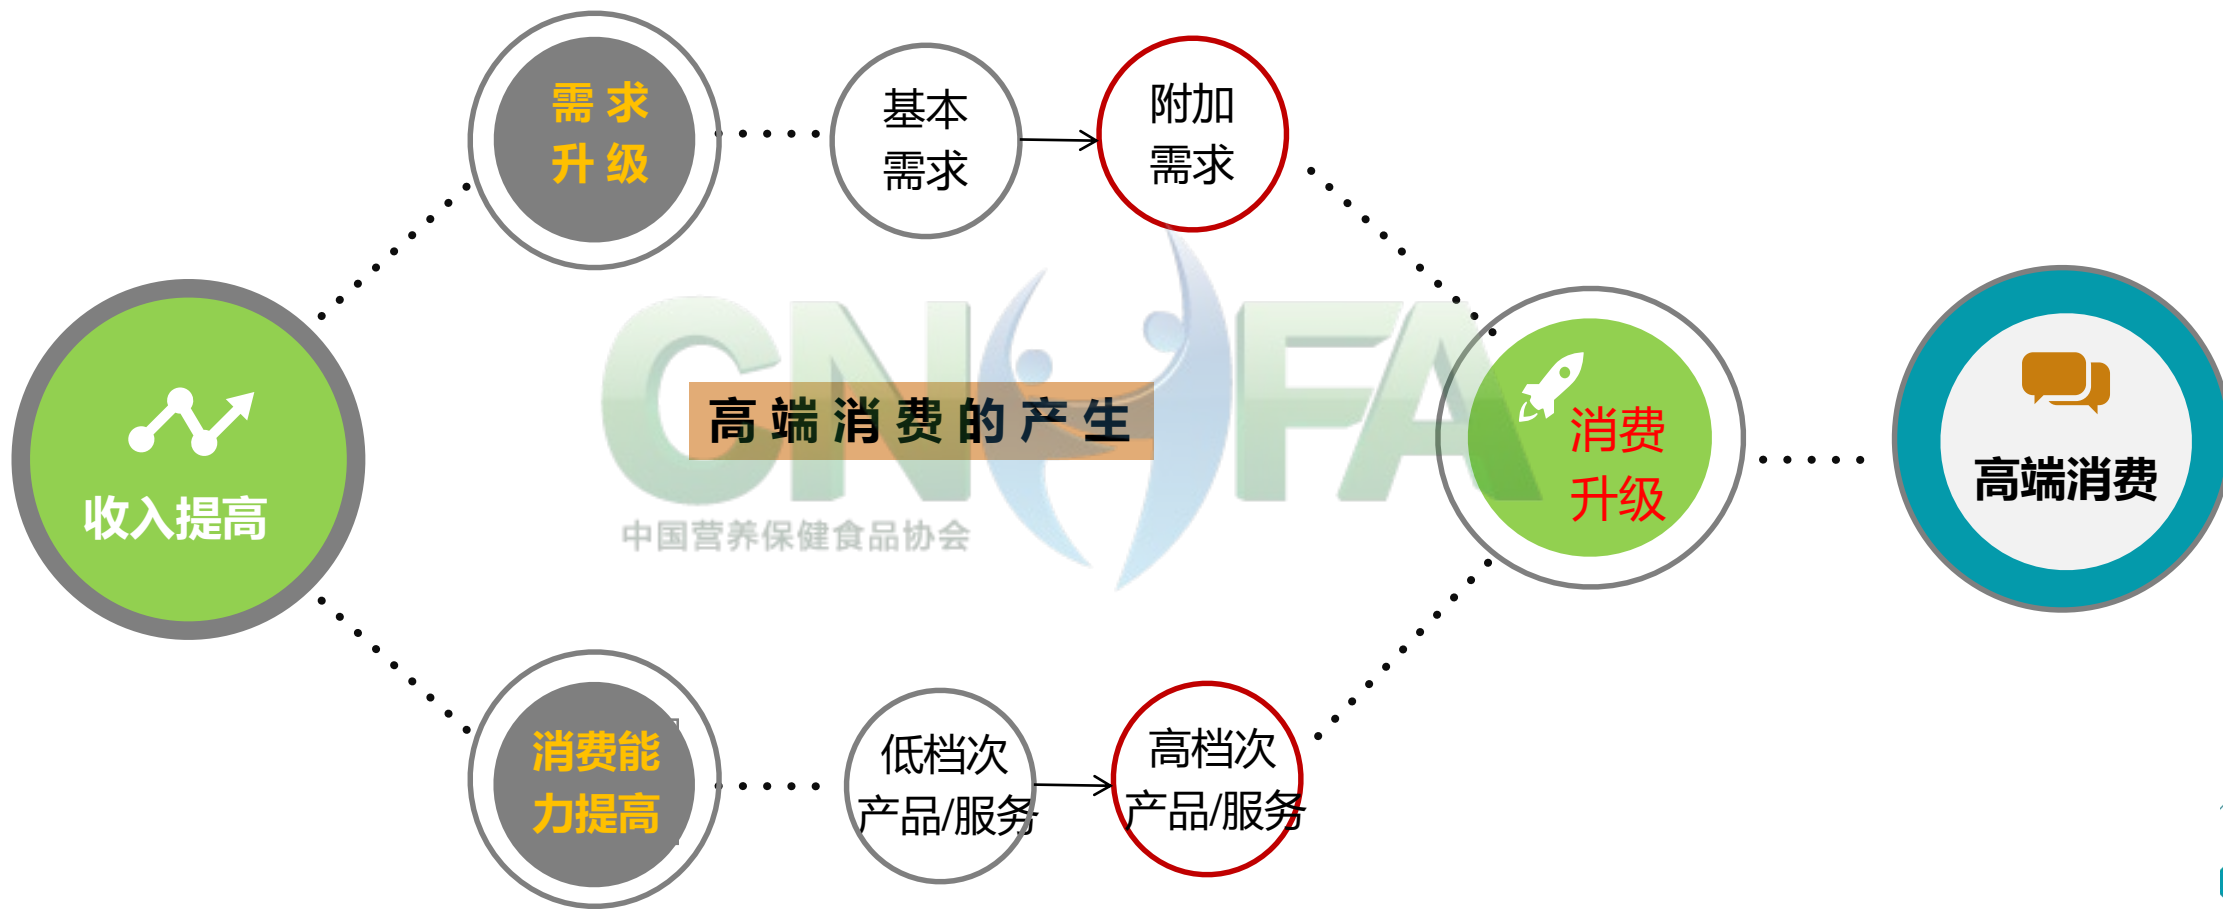 需 求
升 级
基本
需求
附加
需求
收入提高
高端消费的产生
CNHFA
中国营养保健食品协会
消费
升级
高端消费
消费能
力提高
低档次
产品/服务
高档次
产品/服务